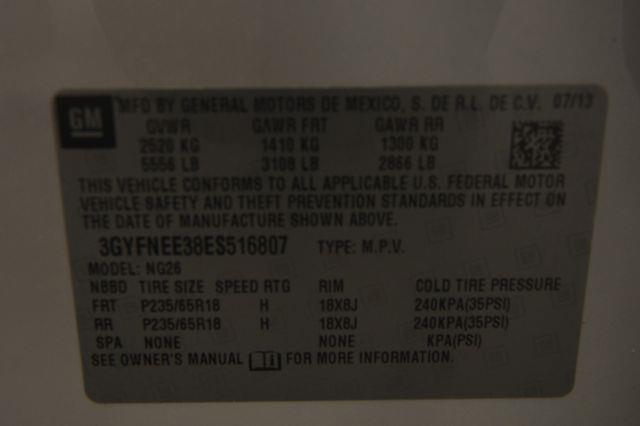 GM
MFD BY GENERAL MOTORS DE MEXICO, S. DE R.L. DE C.V. 07/13
GVWR GAWR FRT GAWR RR
2520 KG 1410 KG 1300 KG
5556 LB 3108 LB 2866 LB
THIS VEHICLE CONFORMS TO ALL APPLICABLE U.S. FEDERAL MOTOR
VEHICLE SAFETY AND THEFT PREVENTION STANDARDS IN EFFECT ON
THE DATE OF MANUFACTURE SHOWN ABOVE.
3GYFNEE38ES516807 TYPE: M.P.V.
MODEL: NG26
NBBD TIRE SIZE SPEED RTG RIM COLD TIRE PRESSURE
FRT P235/65R18 H 18X8J 240KPA(35PSI)
RR P235/65R18 H 18X8J 240KPA(35PSI)
SPA NONE NONE KPA(PSI)
SEE OWNER'S MANUAL FOR MORE INFORMATION.